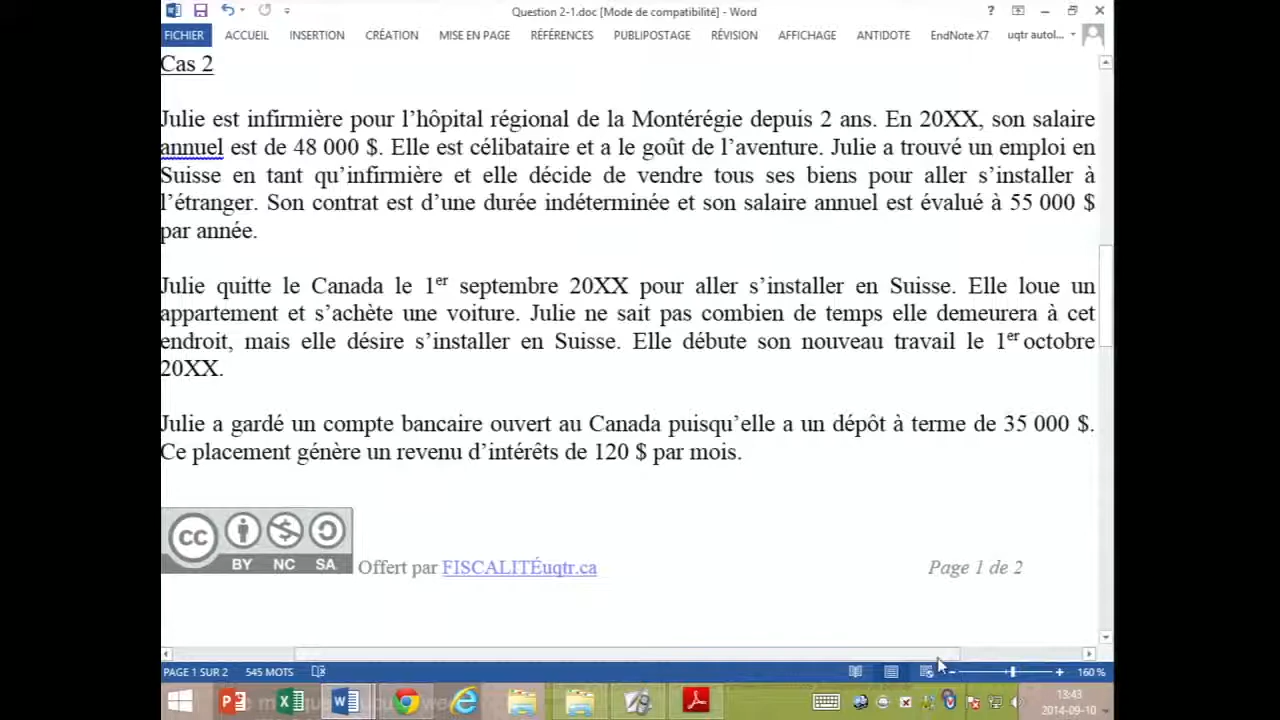 Question 2-1.doc [Mode de compatibilité] - Word
FICHIER ACCUEIL INSERTION CRÉATION MISE EN PAGE RÉFÉRENCES PUBLIPOSTAGE RÉVISION AFFICHAGE ANTIDOTE EndNote X7 uqtr autol...
Cas 2
Julie est infirmière pour l’hôpital régional de la Montérégie depuis 2 ans. En 20XX, son salaire
annuel est de 48 000 $. Elle est célibataire et a le goût de l’aventure. Julie a trouvé un emploi en
Suisse en tant qu’infirmière et elle décide de vendre tous ses biens pour aller s’installer à
l’étranger. Son contrat est d’une durée indéterminée et son salaire annuel est évalué à 55 000 $
par année.
Julie quitte le Canada le 1er septembre 20XX pour aller s’installer en Suisse. Elle loue un
appartement et s’achète une voiture. Julie ne sait pas combien de temps elle demeurera à cet
endroit, mais elle désire s’installer en Suisse. Elle débute son nouveau travail le 1er octobre
20XX.
Julie a gardé un compte bancaire ouvert au Canada puisqu’elle a un dépôt à terme de 35 000 $.
Ce placement génère un revenu d’intérêts de 120 $ par mois.
CC BY NC SA
Offert par FISCALITÉuqtr.ca Page 1 de 2
PAGE 1 SUR 2 545 MOTS 160 %
13:43
2014-09-10